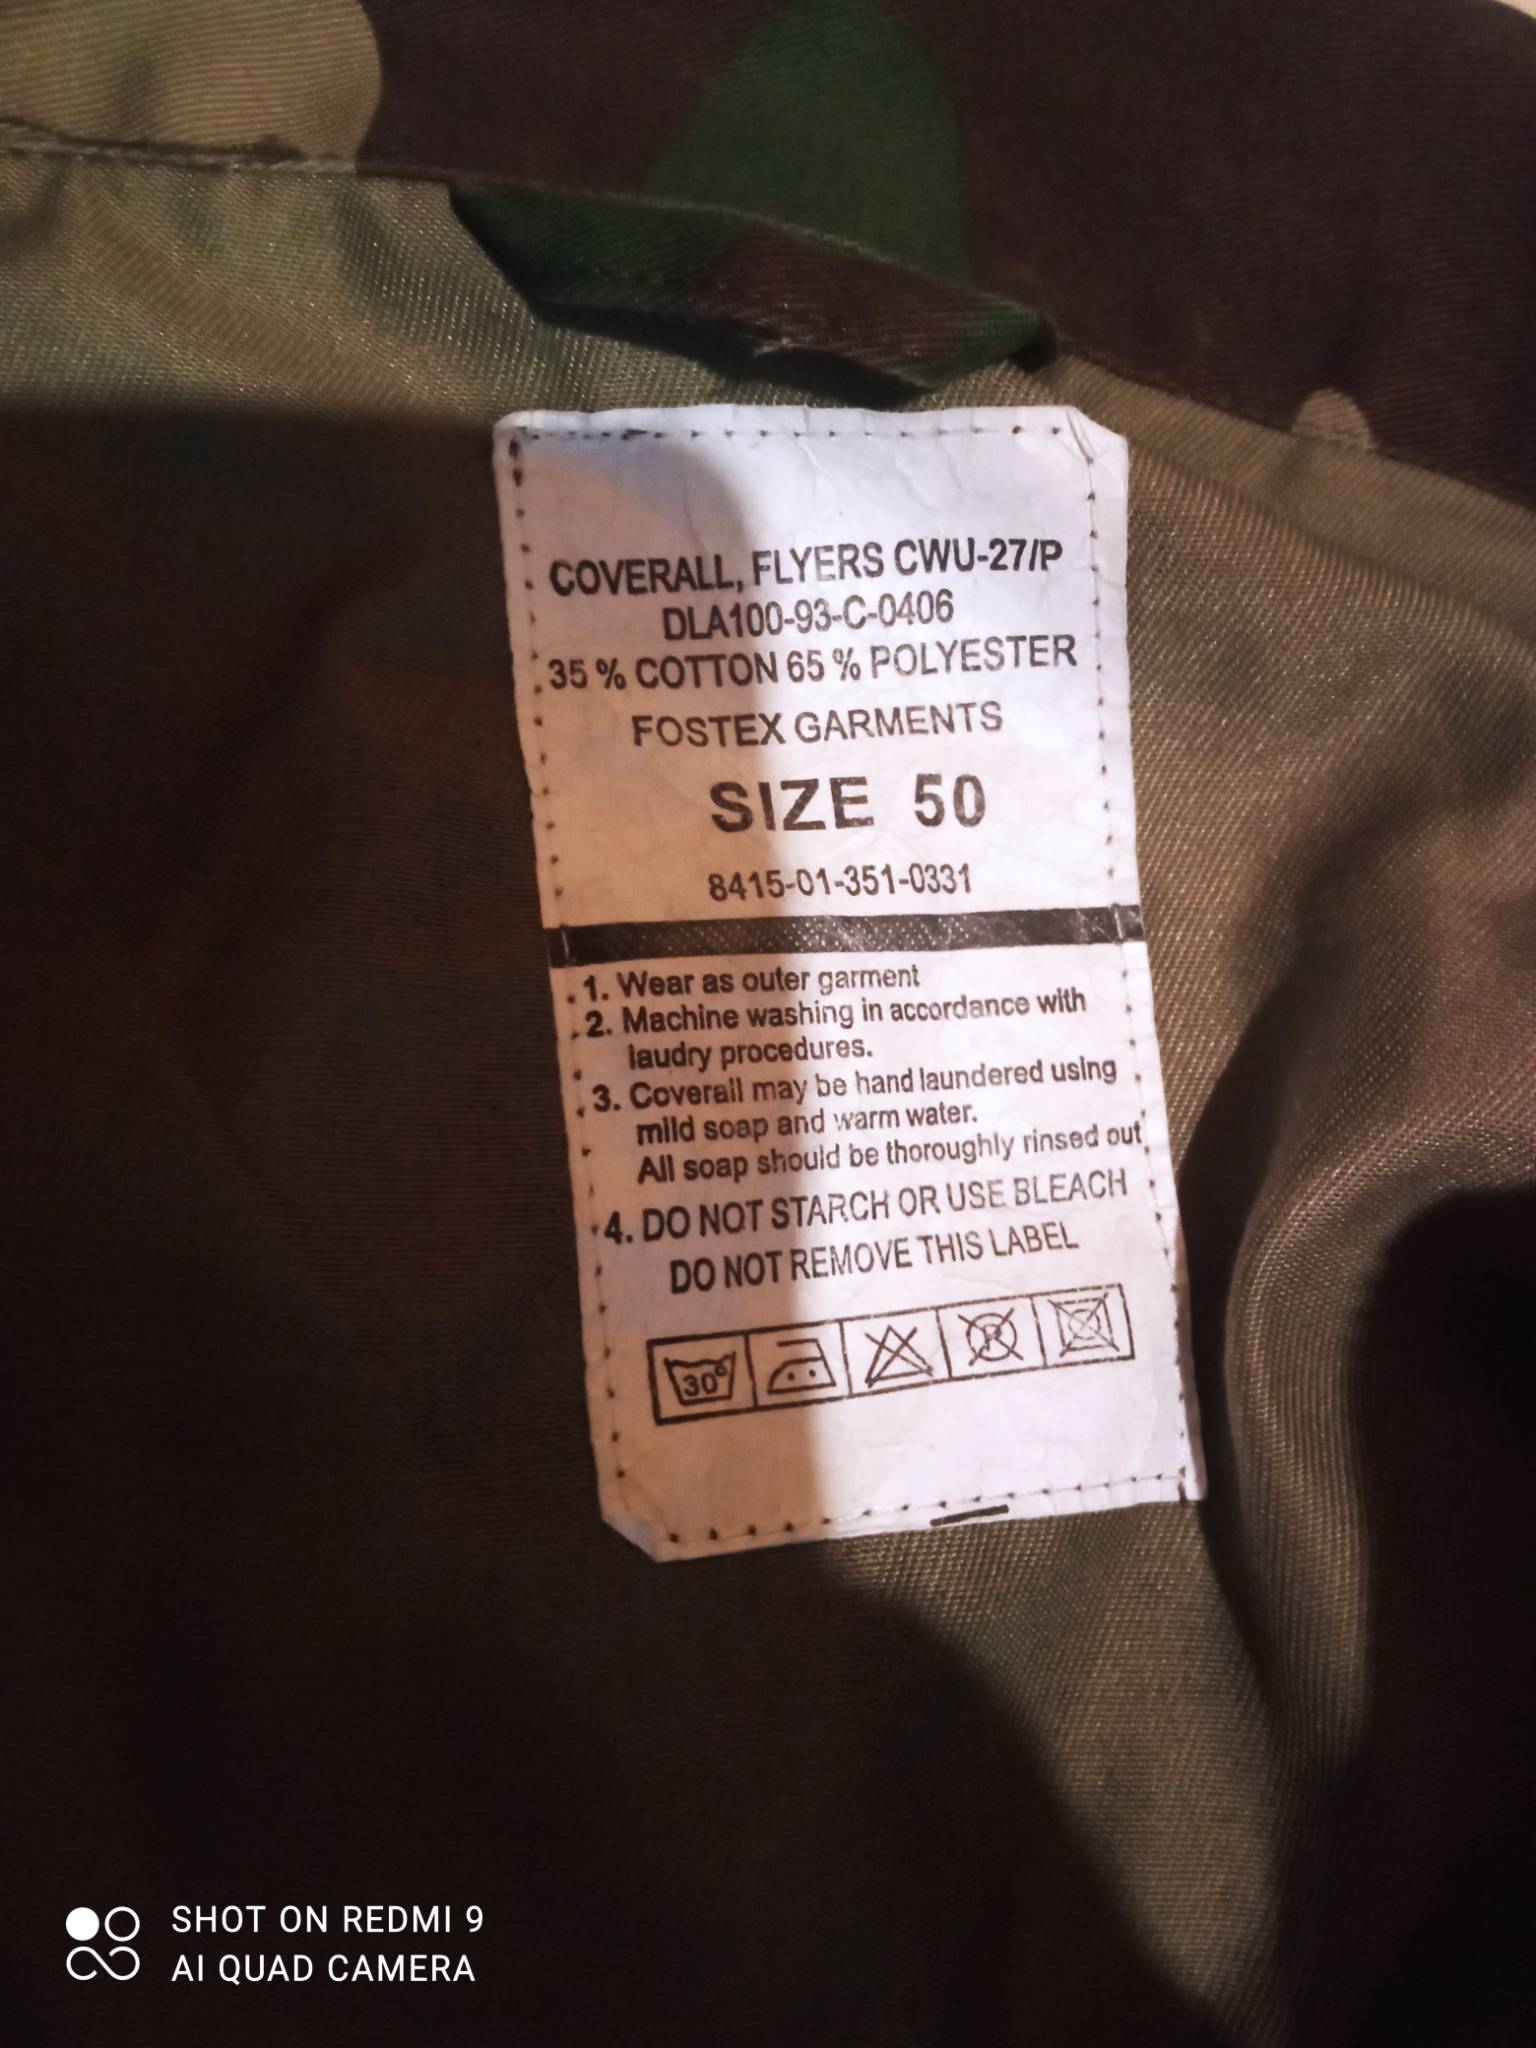 COVERALL, FLYERS CWU-27/P
DLA100-93-C-0406
35 % COTTON 65 % POLYESTER
FOSTEX GARMENTS
SIZE 50
8415-01-351-0331
1. Wear as outer garment
2. Machine washing in accordance with
laudry procedures.
3. Coverall may be hand laundered using
mild soap and warm water.
All soap should be thoroughly rinsed out
4. DO NOT STARCH OR USE BLEACH
DO NOT REMOVE THIS LABEL
30° P
SHOT ON REDMI 9
AI QUAD CAMERA